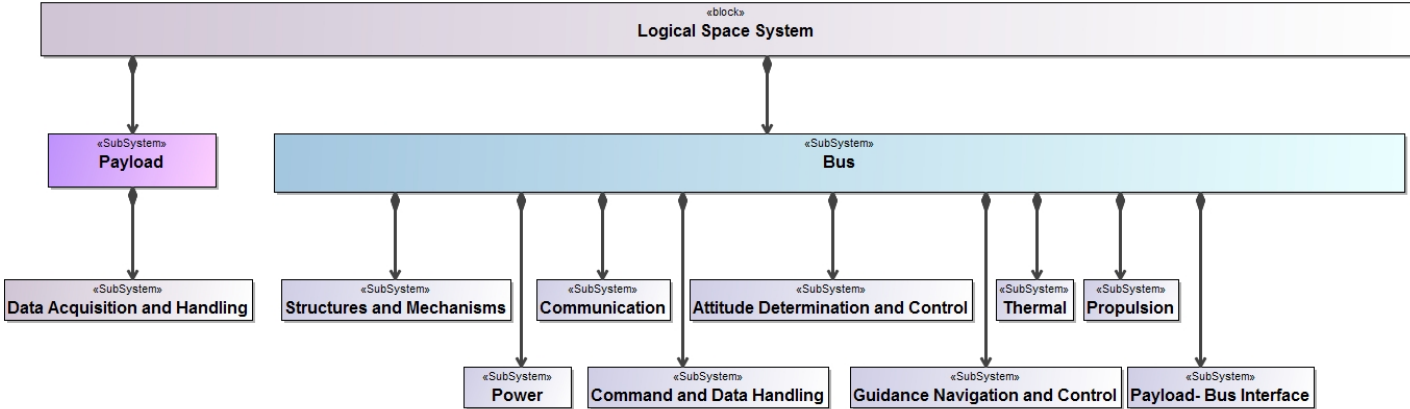 «block»
Logical Space System
«SubSystem»
Payload
«SubSystem»
Bus
«SubSystem»
Data Acquisition and Handling
«SubSystem»
Structures and Mechanisms
«SubSystem»
Communication
«SubSystem»
Attitude Determination and Control
«SubSystem»
Thermal
«SubSystem»
Propulsion
«SubSystem»
Power
«SubSystem»
Command and Data Handling
«SubSystem»
Guidance Navigation and Control
«SubSystem»
Payload- Bus Interface